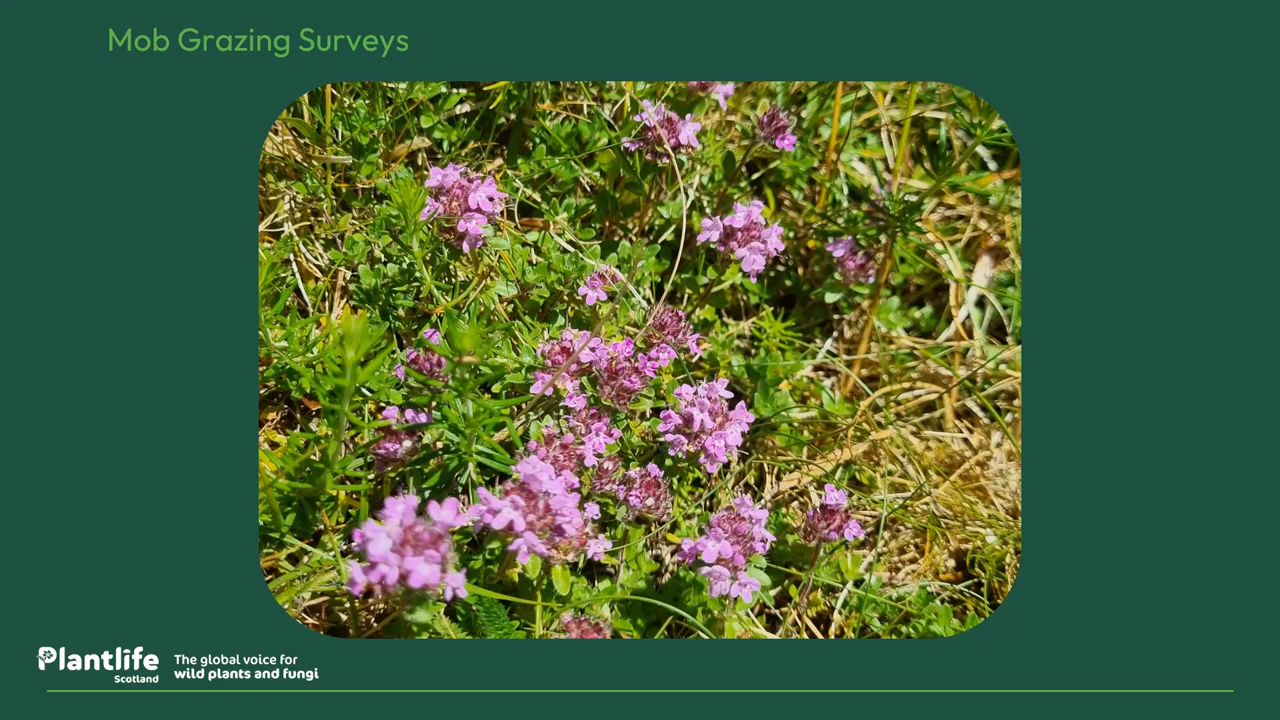 Mob Grazing Surveys
Plantlife
Scotland
The global voice for
wild plants and fungi